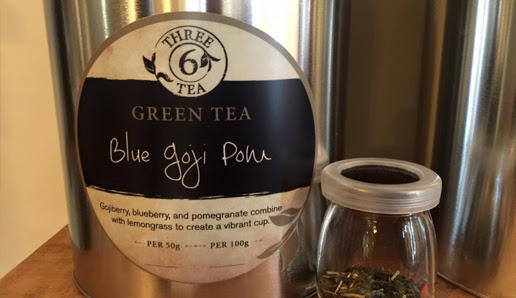 THREE
6
TEA
GREEN TEA
Blue Goji Pom
Gojiberry, blueberry, and pomegranate combine
with lemongrass to create a vibrant cup.
PER 50g PER 100g